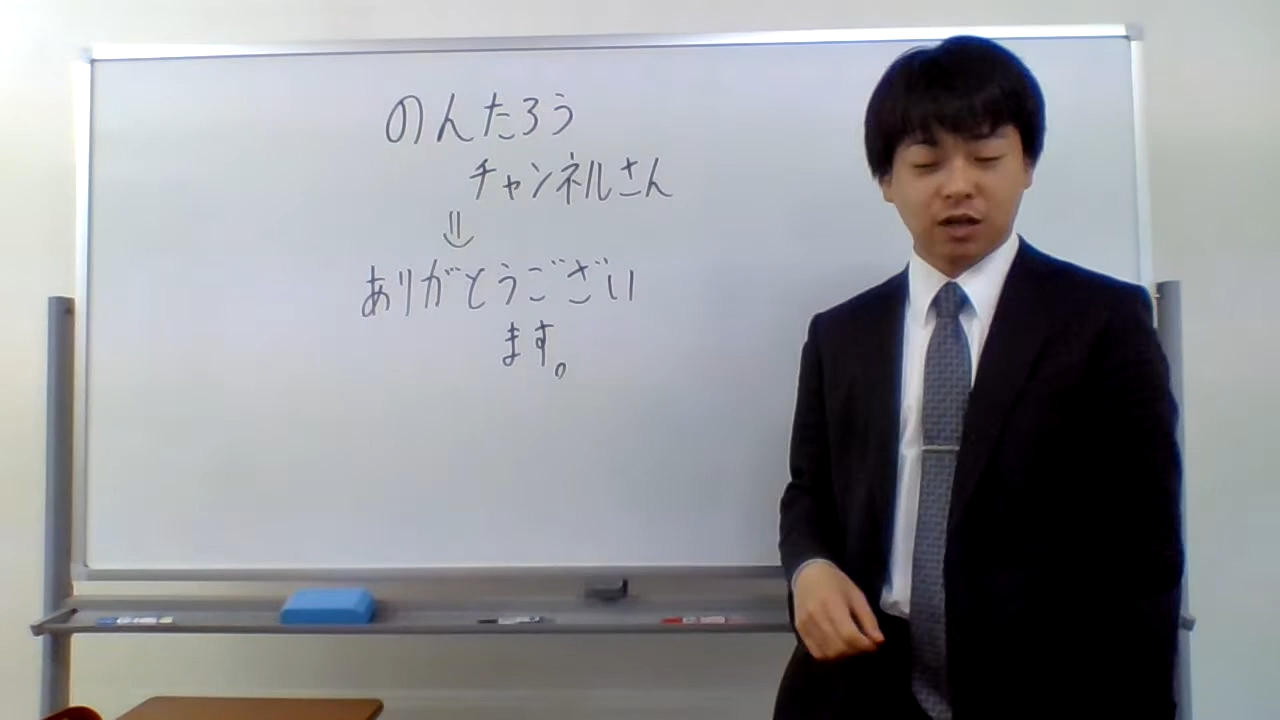 のんたろう
チャンネルさん
⇓
ありがとうござい
ます。